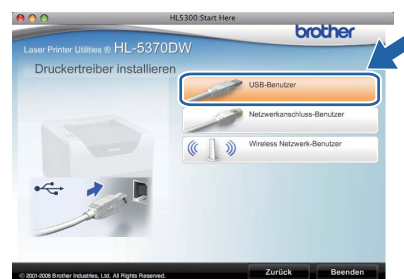 HL5300:Start Here
brother
Laser Printer Utilities ® HL-5370DW
Druckertreiber installieren
USB-Benutzer
Netzwerkanschluss-Benutzer
Wireless Netzwerk-Benutzer
© 2001-2008 Brother Industries, Ltd. All Rights Reserved.
Zurück
Beenden